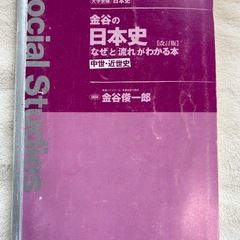 大学受験 日本史
金谷の
日本史【改訂版】
なぜと流れがわかる本
中世・近世史
金谷俊一郎
ocial Studies